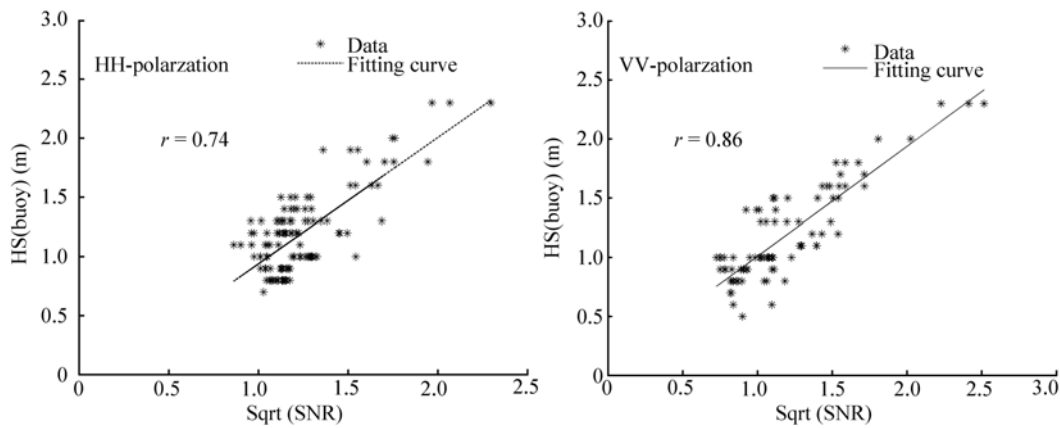 3.0
2.5
2.0
1.5
1.0
0.5
0
HS(buoy) (m)
HH-polarzation
Data
Fitting curve
r = 0.74
0 0.5 1.0 1.5 2.0 2.5
Sqrt (SNR)
3.0
2.5
2.0
1.5
1.0
0.5
0
HS(buoy) (m)
VV-polarzation
Data
Fitting curve
r = 0.86
0 0.5 1.0 1.5 2.0 2.5 3.0
Sqrt (SNR)